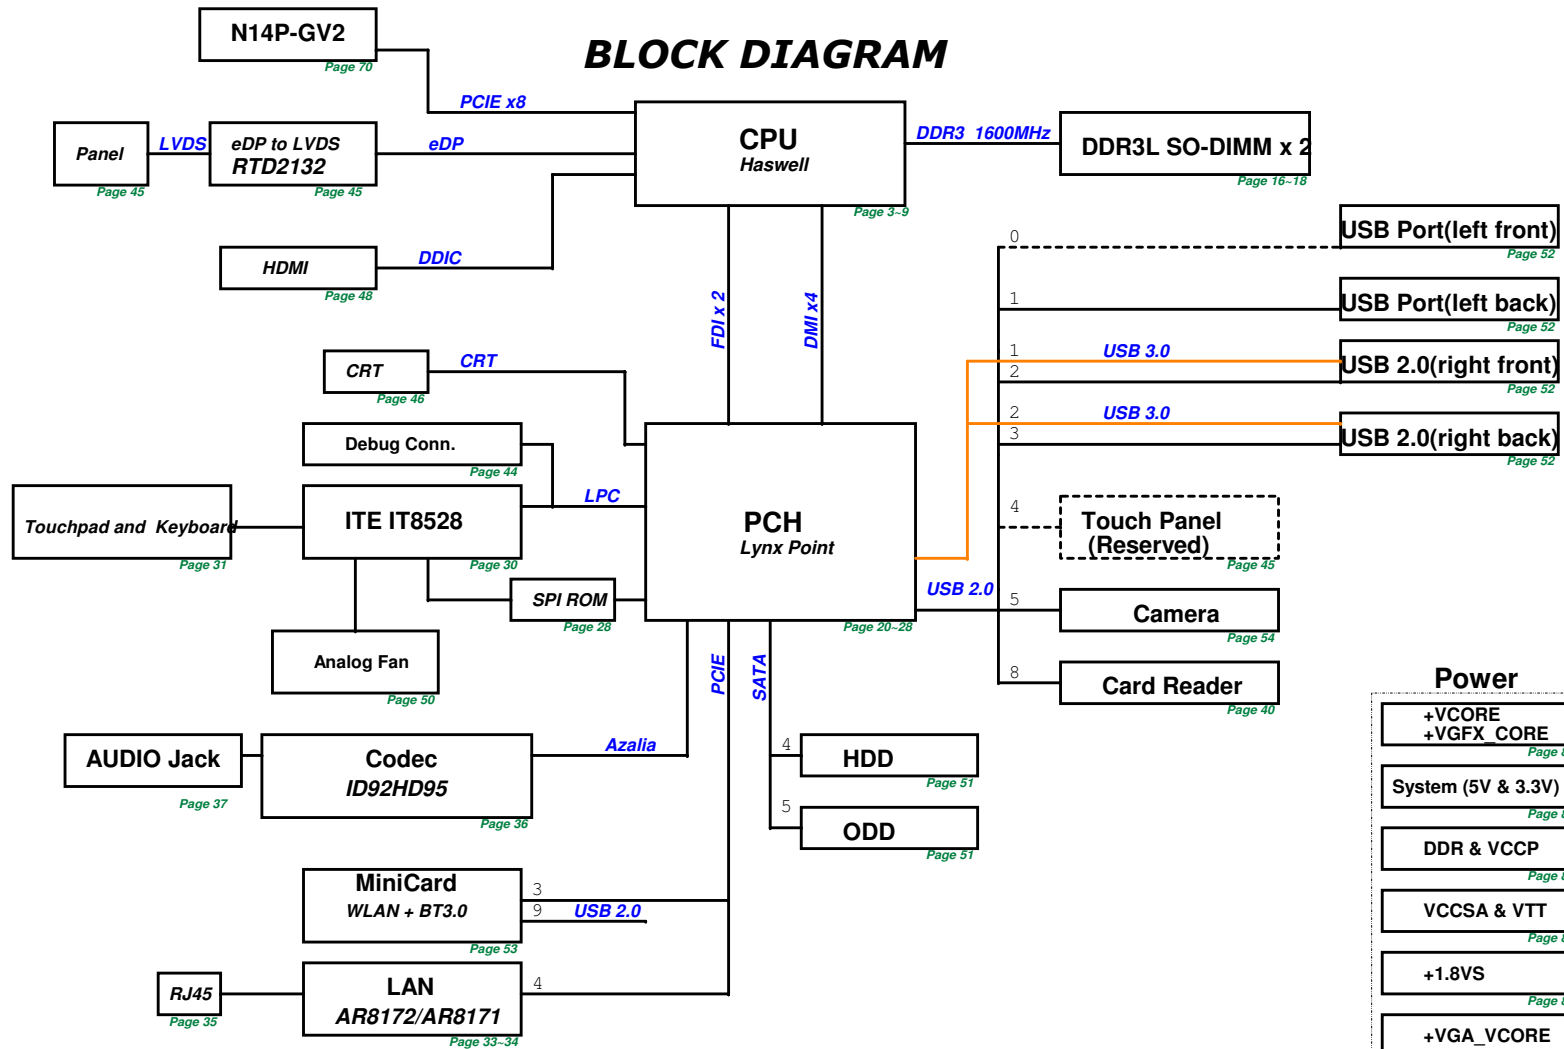 BLOCK DIAGRAM
N14P-GV2
Page 70
PCIE x8
Panel
Page 45
LVDS
eDP to LVDS
RTD2132
Page 45
eDP
CPU
Haswell
Page 3~9
DDR3 1600MHz
DDR3L SO-DIMM x 2
Page 16~18
HDMI
Page 48
DDIC
FDI x 2
DMI x4
0
USB Port(left front)
Page 52
1
USB Port(left back)
Page 52
1
USB 3.0
2
USB 2.0(right front)
Page 52
2
USB 3.0
3
USB 2.0(right back)
Page 52
CRT
Page 46
CRT
Debug Conn.
Page 44
Touchpad and Keyboard
Page 31
ITE IT8528
Page 30
LPC
PCH
Lynx Point
Page 20~28
SPI ROM
Page 28
Analog Fan
Page 50
4
Touch Panel
(Reserved)
Page 45
USB 2.0
5
Camera
Page 54
8
Card Reader
Page 40
PCIE
SATA
AUDIO Jack
Page 37
Codec
ID92HD95
Page 36
Azalia
4
HDD
Page 51
5
ODD
Page 51
MiniCard
WLAN + BT3.0
Page 53
3
9
USB 2.0
RJ45
Page 35
LAN
AR8172/AR8171
Page 33~34
4
Power
+VCORE
+VGFX_CORE
Page
System (5V & 3.3V)
Page
DDR & VCCP
Page
VCCSA & VTT
Page
+1.8VS
Page
+VGA_VCORE